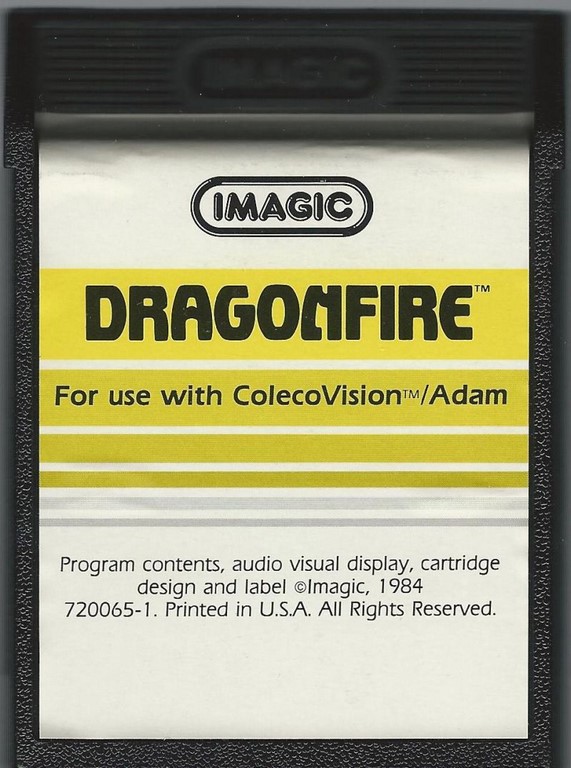 IMAGIC
IMAGIC
DRAGONFIRE™
For use with ColecoVision™/Adam
Program contents, audio visual display, cartridge
design and label ©Imagic, 1984
720065-1. Printed in U.S.A. All Rights Reserved.